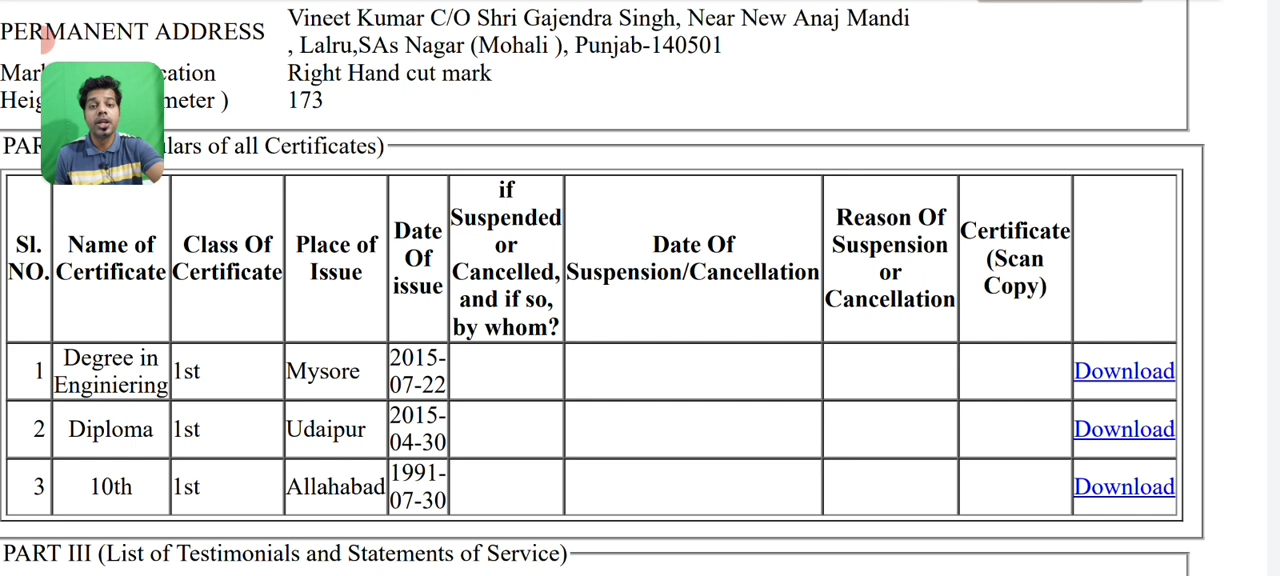 PERMANENT ADDRESS
Vineet Kumar C/O Shri Gajendra Singh, Near New Anaj Mandi
, Lalru,SAs Nagar (Mohali ), Punjab-140501
Right Hand cut mark
173
lars of all Certificates)
Sl. NO.
Name of Certificate
Class Of Certificate
Place of Issue
Date Of issue
if Suspended or Cancelled, and if so, by whom?
Date Of Suspension/Cancellation
Reason Of Suspension or Cancellation
Certificate (Scan Copy)
1 Degree in Enginiering 1st Mysore 2015-07-22 Download
2 Diploma 1st Udaipur 2015-04-30 Download
3 10th 1st Allahabad 1991-07-30 Download
PART III (List of Testimonials and Statements of Service)